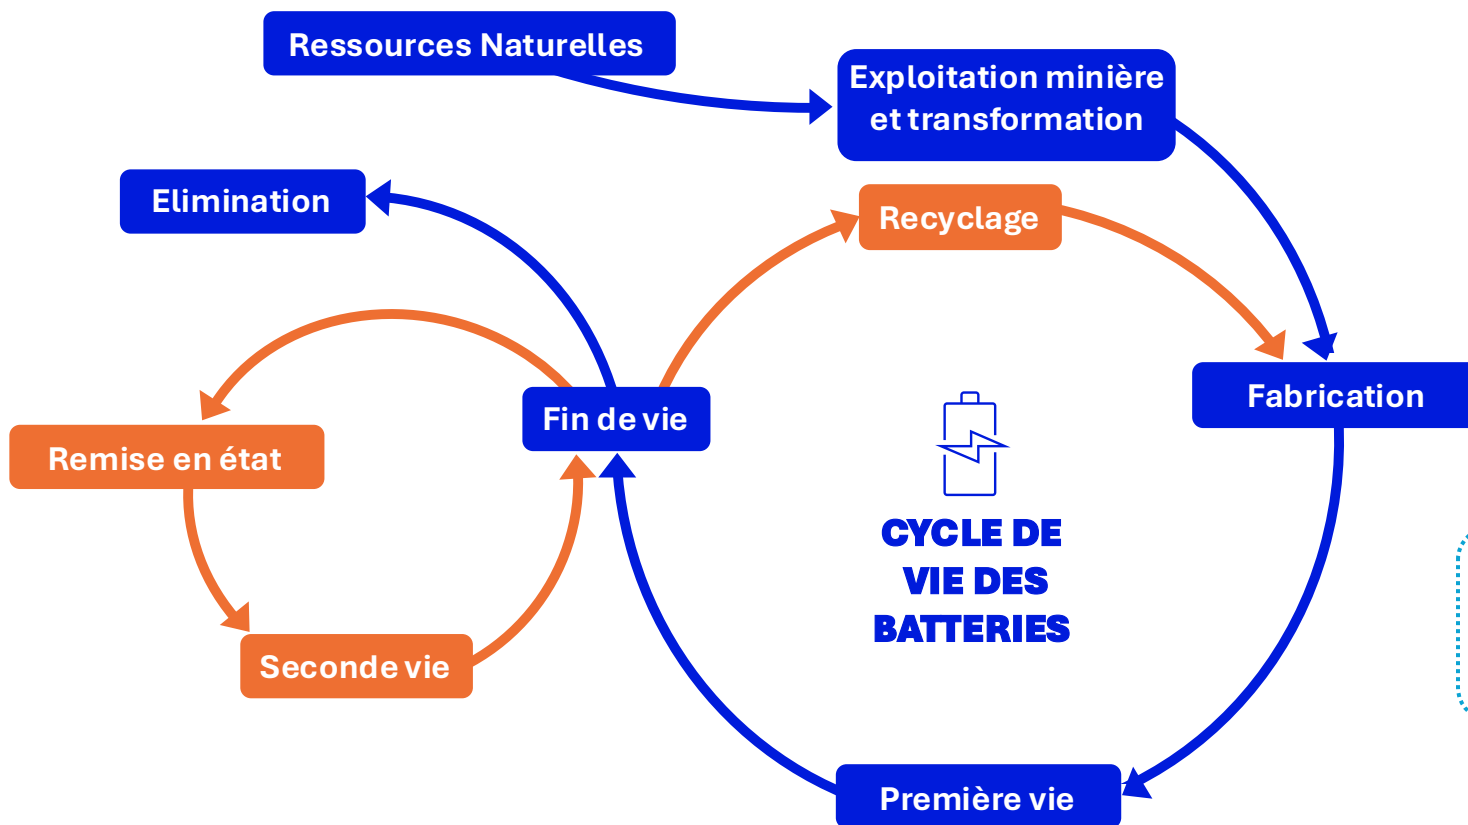 Ressources Naturelles
Exploitation minière
et transformation
Elimination
Recyclage
Fabrication
Fin de vie
Remise en état
CYCLE DE
VIE DES
BATTERIES
Seconde vie
Première vie